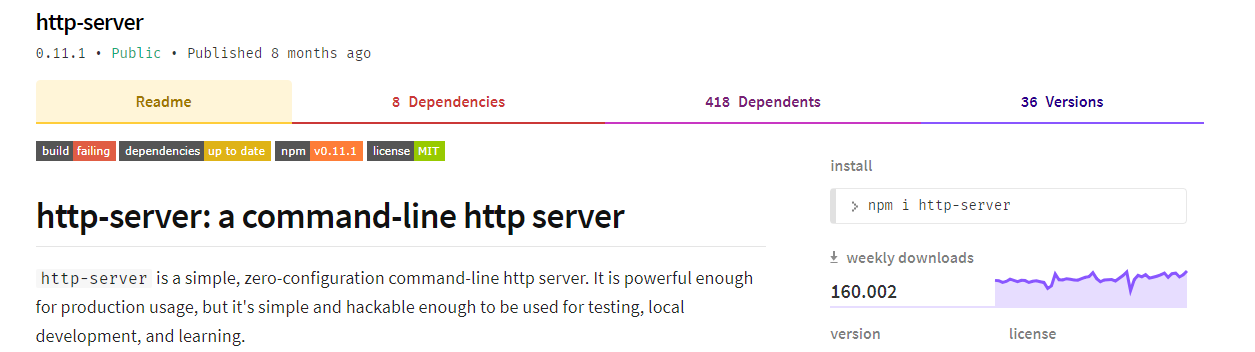 http-server
0.11.1 • Public • Published 8 months ago
Readme
8 Dependencies
418 Dependents
36 Versions
build failing dependencies up to date npm v0.11.1 license MIT
http-server: a command-line http server
http-server is a simple, zero-configuration command-line http server. It is powerful enough
for production usage, but it's simple and hackable enough to be used for testing, local
development, and learning.
install
> npm i http-server
weekly downloads
160.002
version
license